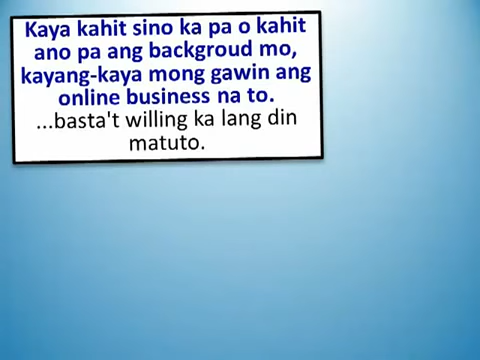 Kaya kahit sino ka pa o kahit
ano pa ang backgroud mo,
kayang-kaya mong gawin ang
online business na to.
...basta't willing ka lang din
matuto.